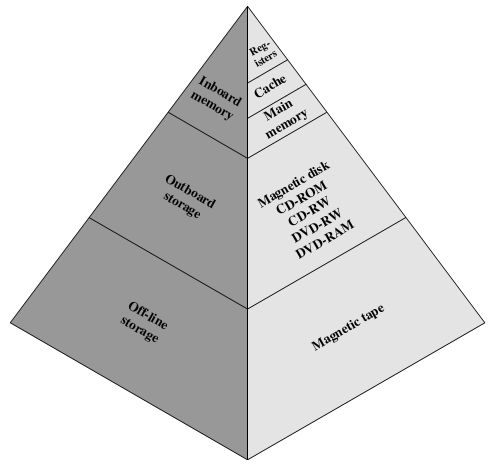 Reg-
isters
Cache
Main
memory
Inboard
memory
Outboard
storage
Magnetic disk
CD-ROM
CD-RW
DVD-RW
DVD-RAM
Off-line
storage
Magnetic tape